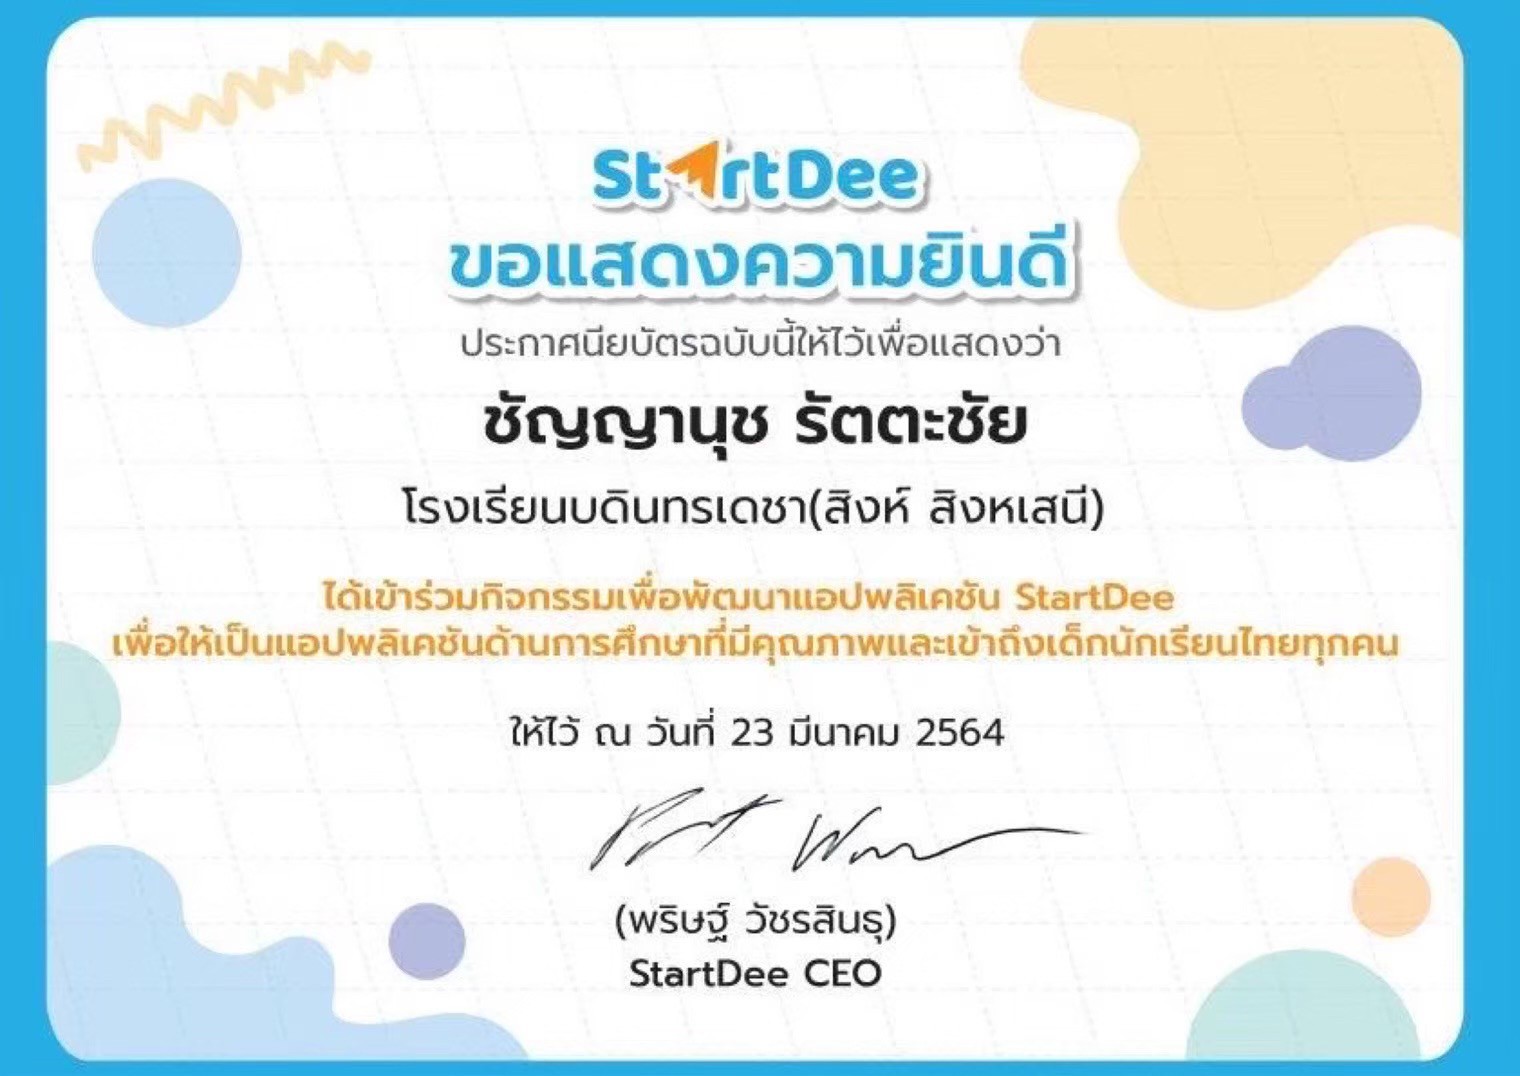 StartDee
ขอแสดงความยินดี
ประกาศนียบัตรฉบับนี้ให้ไว้เพื่อแสดงว่า
ชัญญานุช รัตตะชัย
โรงเรียนบดินทรเดชา(สิงห์ สิงหเสนี)
ได้เข้าร่วมกิจกรรมเพื่อพัฒนาแอปพลิเคชัน StartDee
เพื่อให้เป็นแอปพลิเคชันด้านการศึกษาที่มีคุณภาพและเข้าถึงเด็กนักเรียนไทยทุกคน
ให้ไว้ ณ วันที่ 23 มีนาคม 2564
(พริษฐ์ วัชรสินธุ)
StartDee CEO